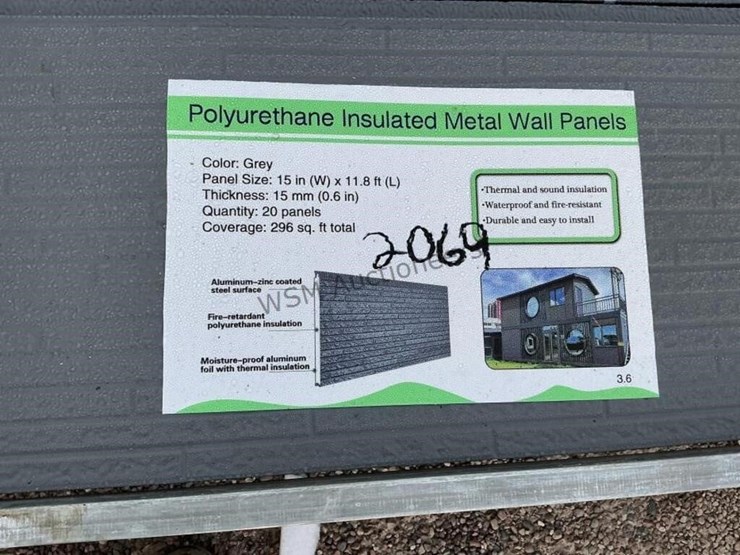 Polyurethane Insulated Metal Wall Panels
Color: Grey
Panel Size: 15 in (W) x 11.8 ft (L)
Thickness: 15 mm (0.6 in)
Quantity: 20 panels
Coverage: 296 sq. ft total
•Thermal and sound insulation
•Waterproof and fire-resistant
•Durable and easy to install
2069
WSM Auctioneers
Aluminum-zinc coated
steel surface
Fire-retardant
polyurethane insulation
Moisture-proof aluminum
foil with thermal insulation
3.6